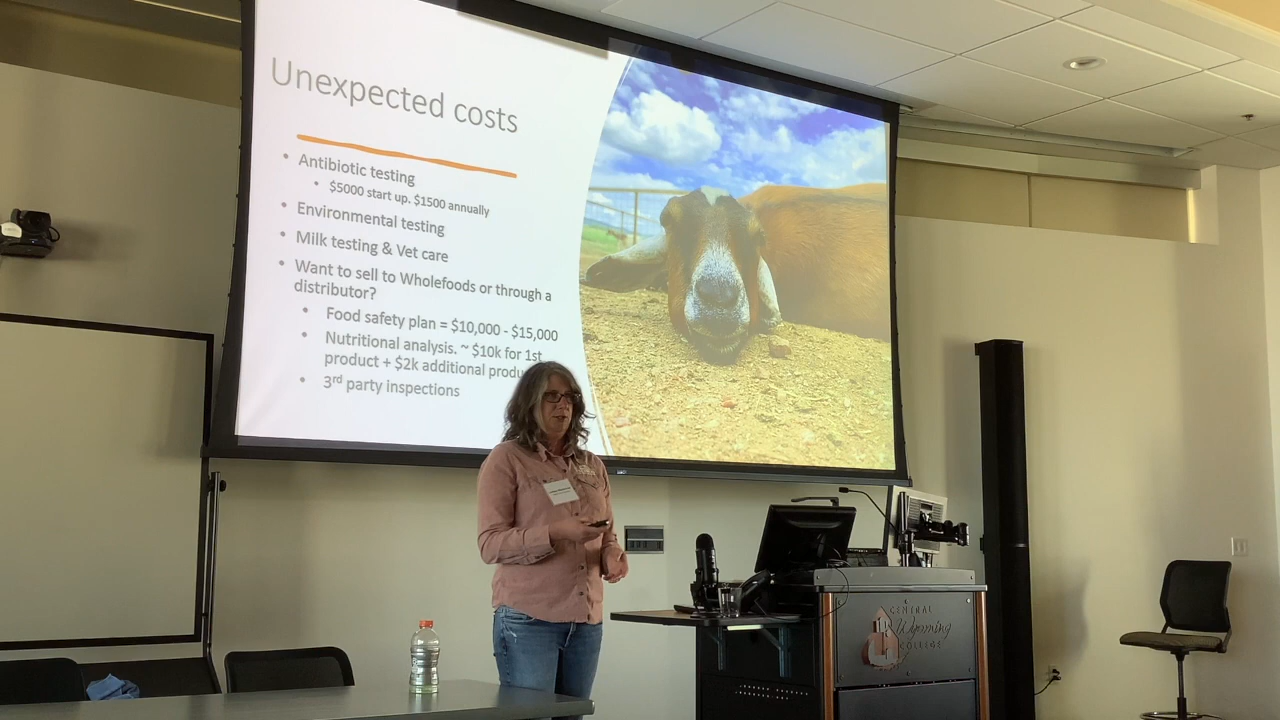 Unexpected costs
• Antibiotic testing
• $5000 start up. $1500 annually
• Environmental testing
• Milk testing & Vet care
• Want to sell to Wholefoods or through a
distributor?
• Food safety plan = $10,000 - $15,000
• Nutritional analysis. ~ $10k for 1st
product + $2k additional
• 3rd party inspections
CENTRAL
Wyoming
COLLEGE